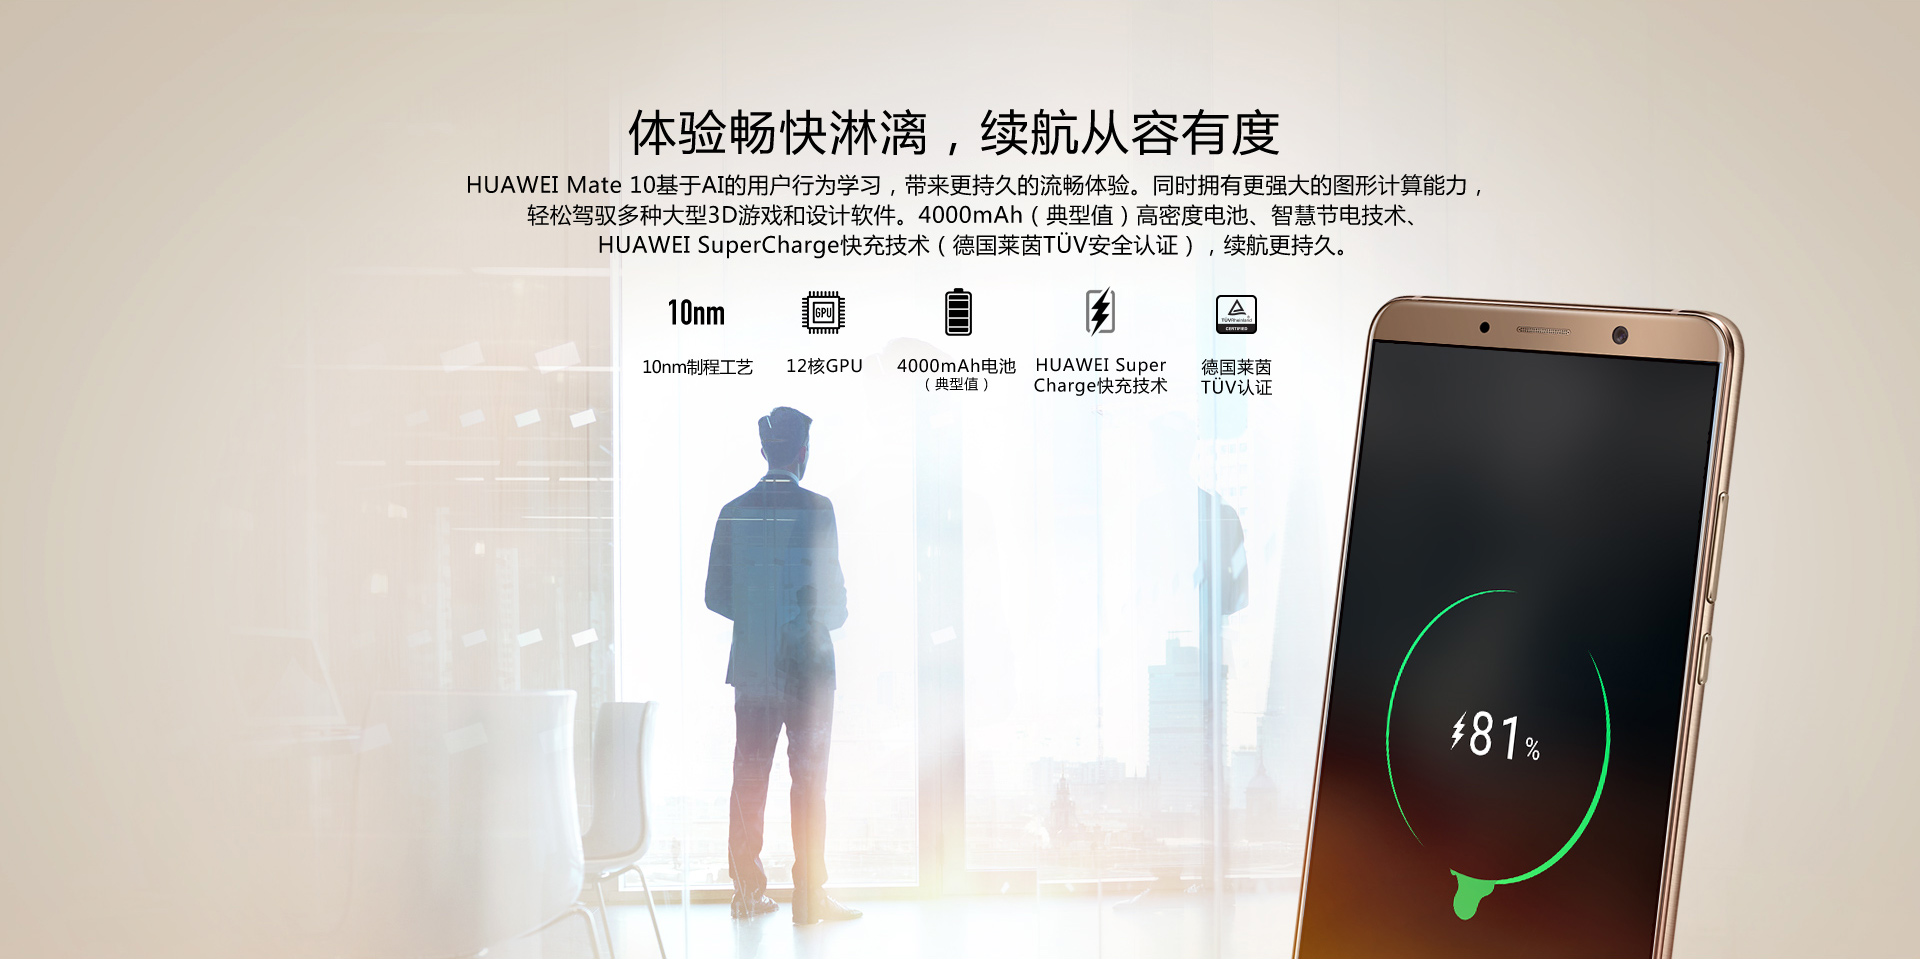 体验畅快淋漓，续航从容有度
HUAWEI Mate 10基于AI的用户行为学习，带来更持久的流畅体验。同时拥有更强大的图形计算能力，
轻松驾驭多种大型3D游戏和设计软件。4000mAh（典型值）高密度电池、智慧节电技术、
HUAWEI SuperCharge快充技术（德国莱茵TÜV安全认证），续航更持久。
10nm
GPU
TÜVRheinland
CERTIFIED
10nm制程工艺
12核GPU
4000mAh电池
（典型值）
HUAWEI Super
Charge快充技术
德国莱茵
TÜV认证
81%